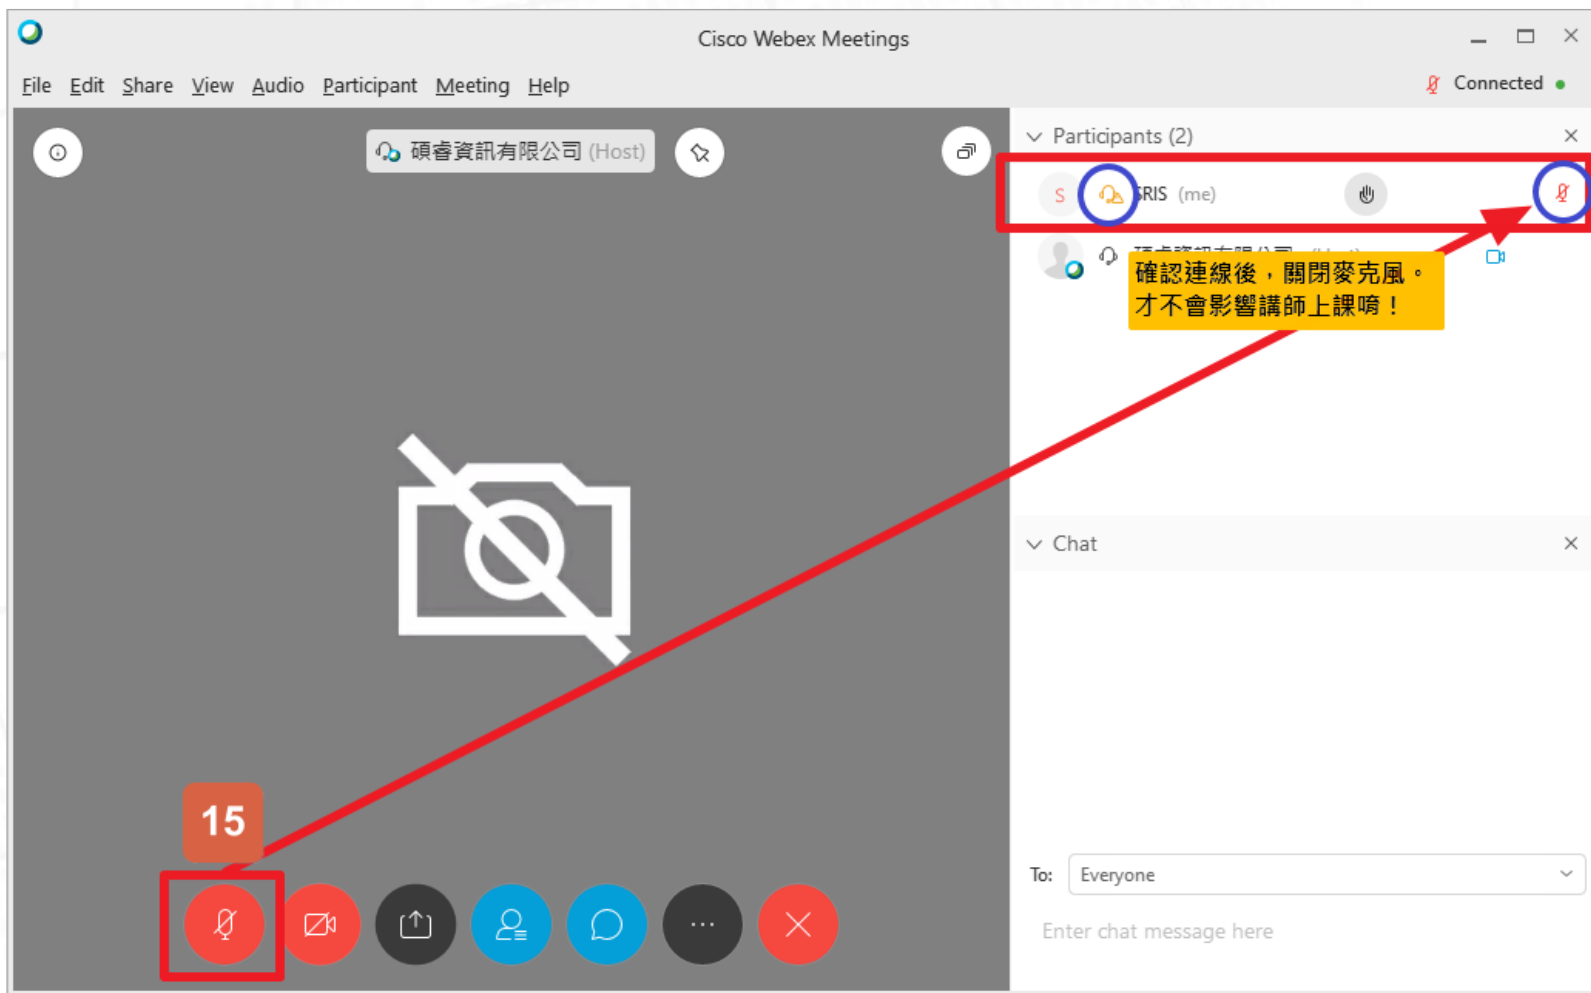 Cisco Webex Meetings
File Edit Share View Audio Participant Meeting Help
Connected
碩睿資訊有限公司 (Host)
Participants (2)
S
SRIS (me)
確認連線後，關閉麥克風。
才不會影響講師上課唷！
Chat
15
To: Everyone
Enter chat message here